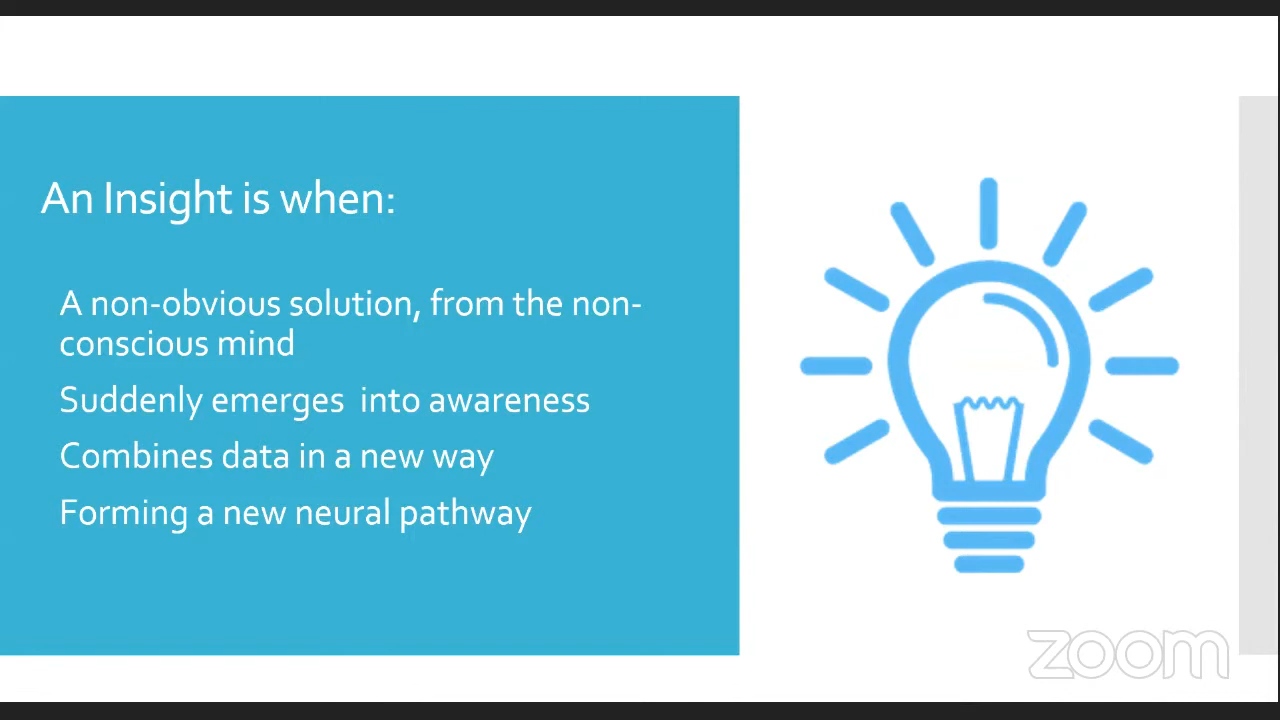 An Insight is when:
A non-obvious solution, from the non-
conscious mind
Suddenly emerges  into awareness
Combines data in a new way
Forming a new neural pathway
zoom